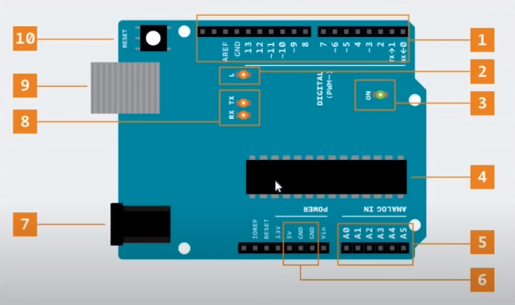 10
RESET
AREF
GND
13
12
~11
~10
~9
8
7
~6
~5
4
~3
2
TX→1
RX←0
1
9
L
2
DIGITAL
(PWM~)
ON
3
8
RX TX
4
7
POWER
ANALOG IN
IOREF
RESET
3.3V
5V
GND
GND
Vin
A0
A1
A2
A3
A4
A5
5
6